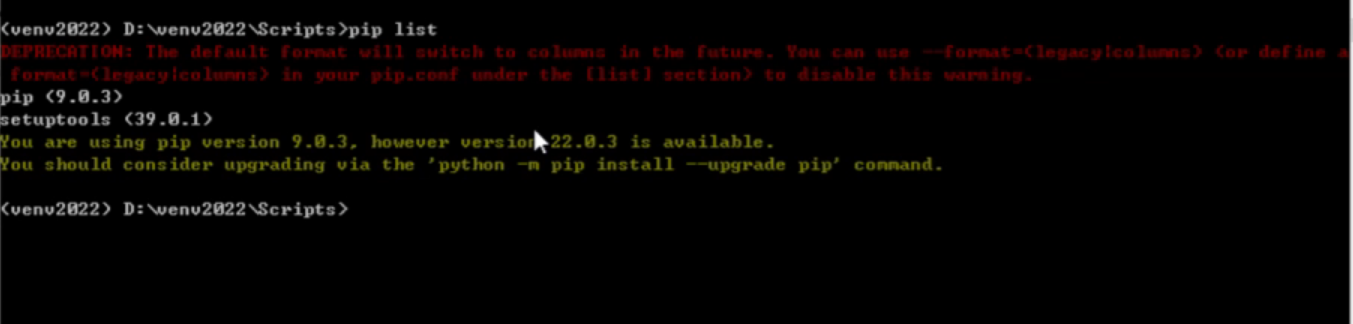 (venv2022) D:\venv2022\Scripts>pip list
DEPRECATION: The default format will switch to columns in the future. You can use --format=(legacy|columns) (or define a
 format=(legacy|columns) in your pip.conf under the [list] section) to disable this warning.
pip (9.0.3)
setuptools (39.0.1)
You are using pip version 9.0.3, however version 22.0.3 is available.
You should consider upgrading via the 'python -m pip install --upgrade pip' command.
(venv2022) D:\venv2022\Scripts>